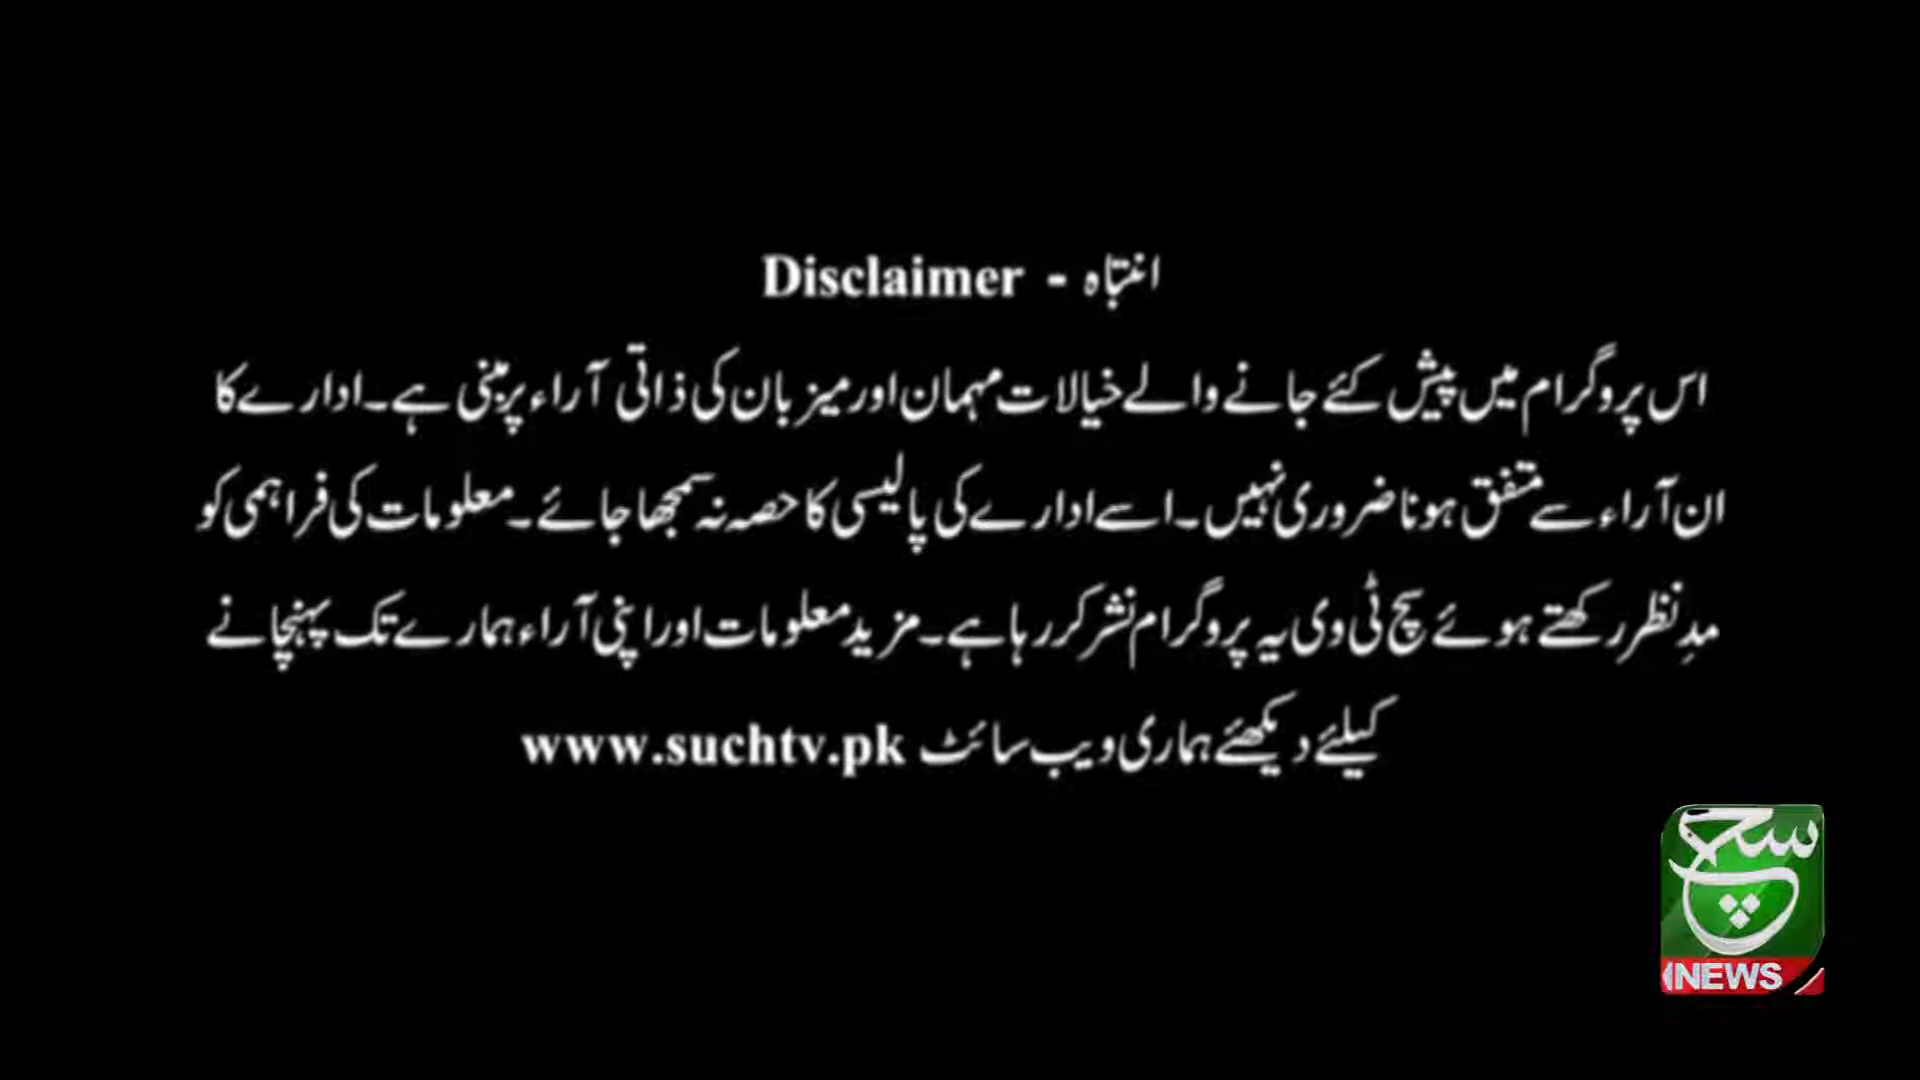 انتباہ - Disclaimer
اس پروگرام میں پیش کئے جانے والے خیالات مہمان اور میزبان کی ذاتی آراء پر مبنی ہے۔ ادارے کا
ان آراء سے متفق ہونا ضروری نہیں۔ اسے ادارے کی پالیسی کا حصہ نہ سمجھا جائے۔ معلومات کی فراہمی کو
مدِ نظر رکھتے ہوئے سچ ٹی وی یہ پروگرام نشر کر رہا ہے۔ مزید معلومات اور اپنی آراء ہمارے تک پہنچانے
کیلئے دیکھئے ہماری ویب سائٹ www.suchtv.pk
سچ
NEWS